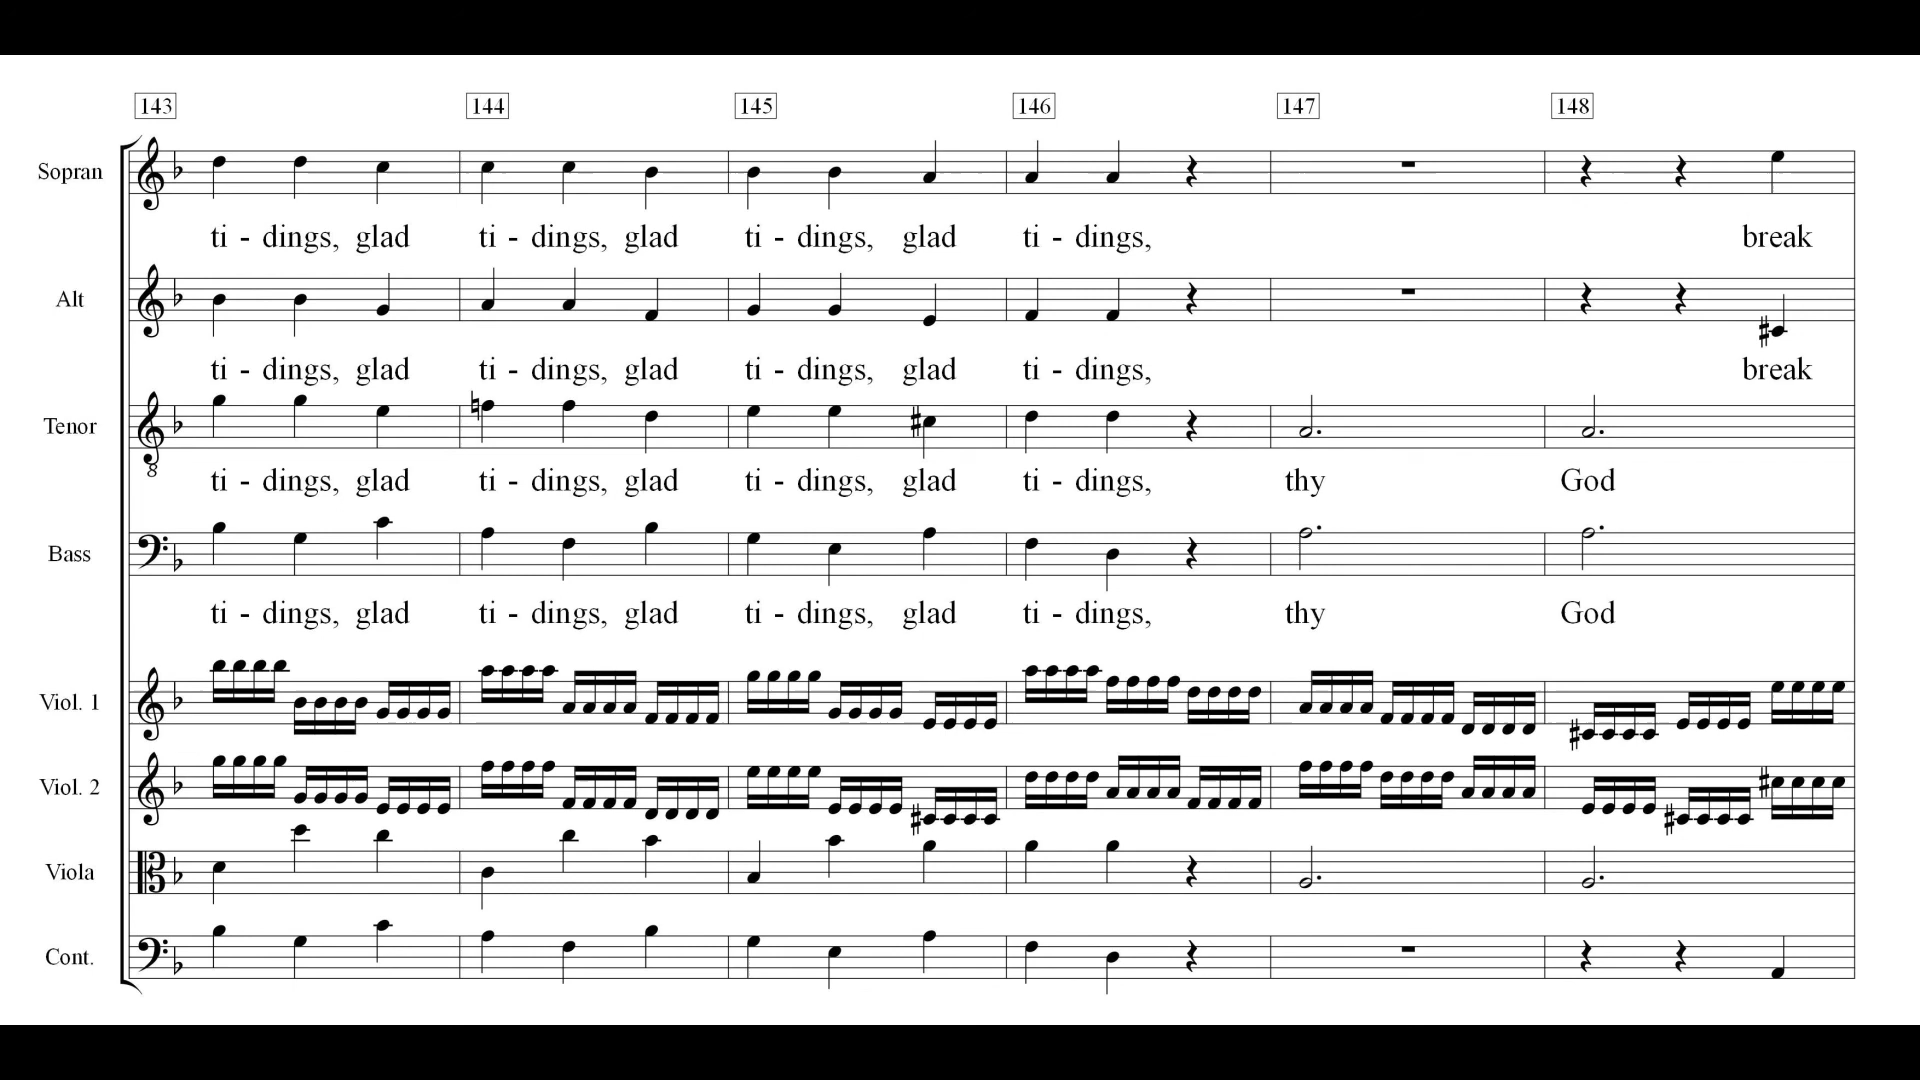 143 144 145 146 147 148
Sopran
ti - dings, glad ti - dings, glad ti - dings, glad ti - dings, break
Alt
ti - dings, glad ti - dings, glad ti - dings, glad ti - dings, break
Tenor
8
ti - dings, glad ti - dings, glad ti - dings, glad ti - dings, thy God
Bass
ti - dings, glad ti - dings, glad ti - dings, glad ti - dings, thy God
Viol. 1
Viol. 2
Viola
Cont.